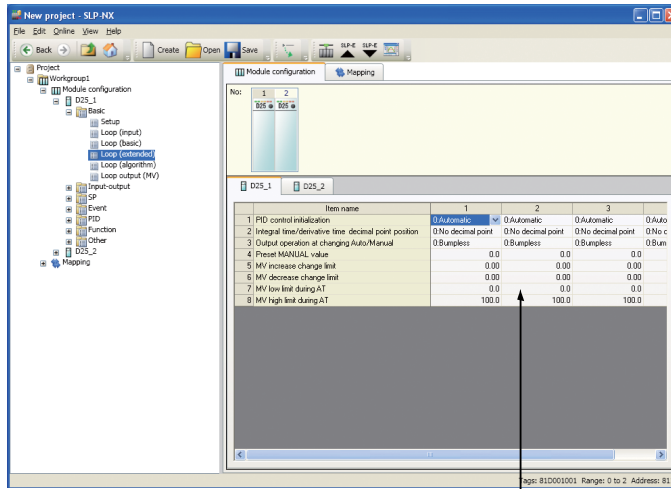 New project - SLP-NX
File Edit Online View Help
Back Create Open Save SLP-E SLP-E
Project
Workgroup1
Module configuration
D25_1
Basic
Setup
Loop (input)
Loop (basic)
Loop (extended)
Loop (algorithm)
Loop output (MV)
Input-output
SP
Event
PID
Function
Other
D25_2
Mapping
Module configuration Mapping
No: 1 2
D25 D25
D25_1 D25_2
Item name 1 2 3
1 PID control initialization 0:Automatic 0:Automatic 0:Automatic 0:Auto
2 Integral time/derivative time decimal point position 0:No decimal point 0:No decimal point 0:No decimal point 0:No c
3 Output operation at changing Auto/Manual 0:Bumpless 0:Bumpless 0:Bumpless 0:Bum
4 Preset MANUAL value 0.0 0.0 0.0
5 MV increase change limit 0.00 0.00 0.00
6 MV decrease change limit 0.00 0.00 0.00
7 MV low limit during AT 0.0 0.0 0.0
8 MV high limit during AT 100.0 100.0 100.0
Tags: 81D001001 Range: 0 to 2 Address: 81